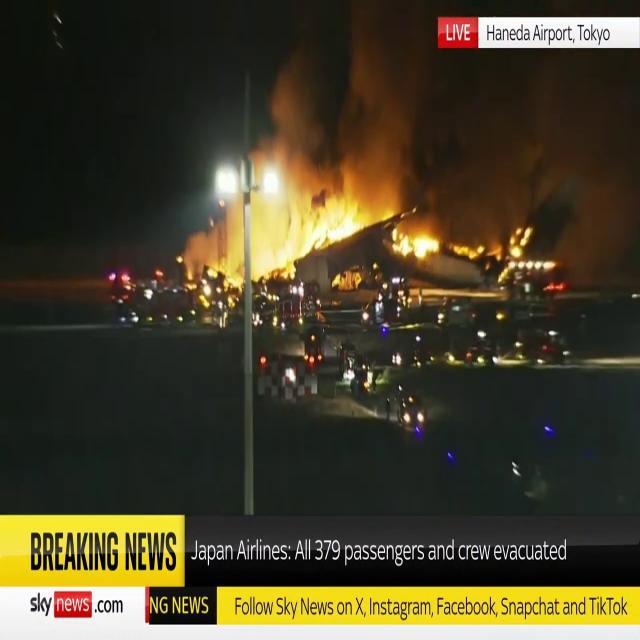 LIVE Haneda Airport, Tokyo
BREAKING NEWS
Japan Airlines: All 379 passengers and crew evacuated
sky news.com
NG NEWS
Follow Sky News on X, Instagram, Facebook, Snapchat and TikTok